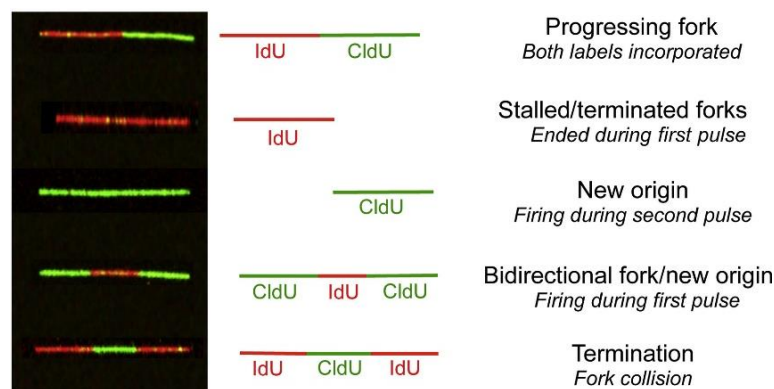 Progressing fork
IdU CldU
Both labels incorporated
Stalled/terminated forks
IdU
Ended during first pulse
New origin
CldU
Firing during second pulse
Bidirectional fork/new origin
CldU IdU CldU
Firing during first pulse
Termination
IdU CldU IdU
Fork collision